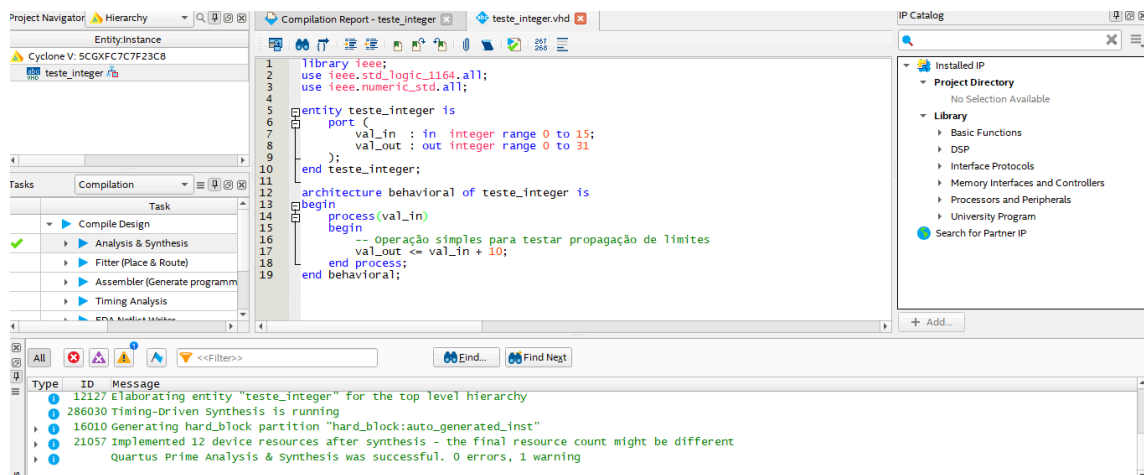 Project Navigator Hierarchy
Entity:Instance
Cyclone V: 5CGXFC7C7F23C8
teste_integer
Tasks Compilation
Task
Compile Design
Analysis & Synthesis
Fitter (Place & Route)
Assembler (Generate programm
Timing Analysis
EDA Netlist Writer
Compilation Report - teste_integer
teste_integer.vhd
267
268
1 library ieee;
2 use ieee.std_logic_1164.all;
3 use ieee.numeric_std.all;
4
5 entity teste_integer is
6 port (
7 val_in : in integer range 0 to 15;
8 val_out : out integer range 0 to 31
9 );
10 end teste_integer;
11
12 architecture behavioral of teste_integer is
13 begin
14 process(val_in)
15 begin
16 -- Operação simples para testar propagação de limites
17 val_out <= val_in + 10;
18 end process;
19 end behavioral;
IP Catalog
Installed IP
Project Directory
No Selection Available
Library
Basic Functions
DSP
Interface Protocols
Memory Interfaces and Controllers
Processors and Peripherals
University Program
Search for Partner IP
+ Add...
All <<Filter>> Find... Find Next
Type ID Message
12127 Elaborating entity "teste_integer" for the top level hierarchy
286030 Timing-Driven Synthesis is running
16010 Generating hard_block partition "hard_block:auto_generated_inst"
21057 Implemented 12 device resources after synthesis - the final resource count might be different
Quartus Prime Analysis & Synthesis was successful. 0 errors, 1 warning